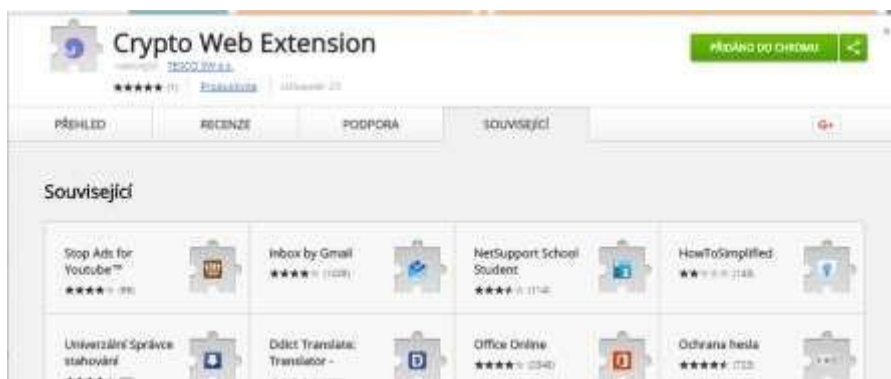 Crypto Web Extension
TESCO SW a.s.
(1)
PŘIDÁNO DO CHROMU
PŘEHLED
RECENZE
PODPORA
SOUVISEJÍCÍ
G+
Související
Stop Ads for
Youtube™
Inbox by Gmail
NetSupport School
Student
HowToSimplified
Univerzální Správce
stahování
Ddict Translate:
Translator -
Office Online
Ochrana hesla